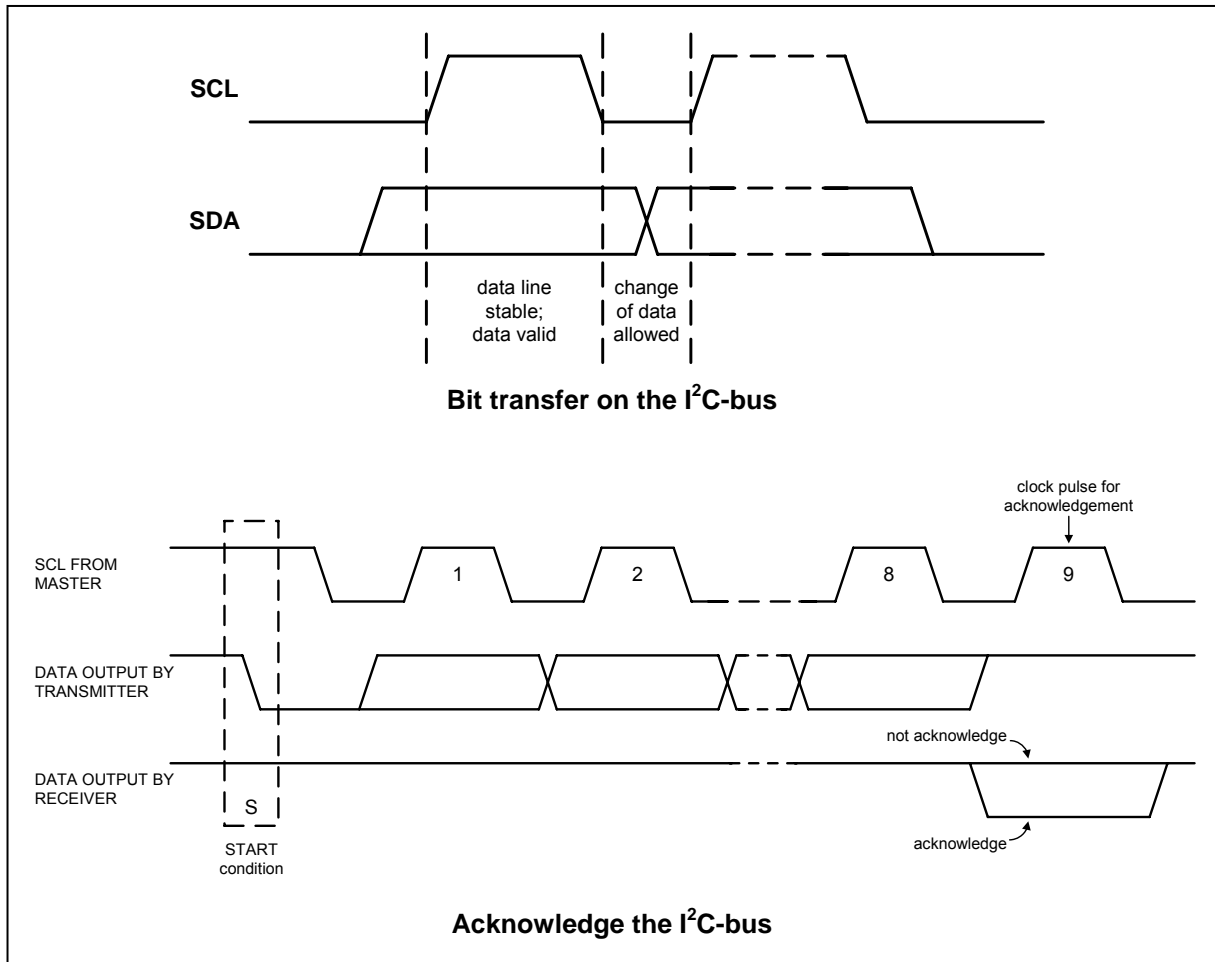 SCL
SDA
data line
stable;
data valid
change
of data
allowed
Bit transfer on the I²C-bus
clock pulse for
acknowledgement
SCL FROM
MASTER
1
2
8
9
DATA OUTPUT BY
TRANSMITTER
not acknowledge
DATA OUTPUT BY
RECEIVER
S
acknowledge
START
condition
Acknowledge the I²C-bus